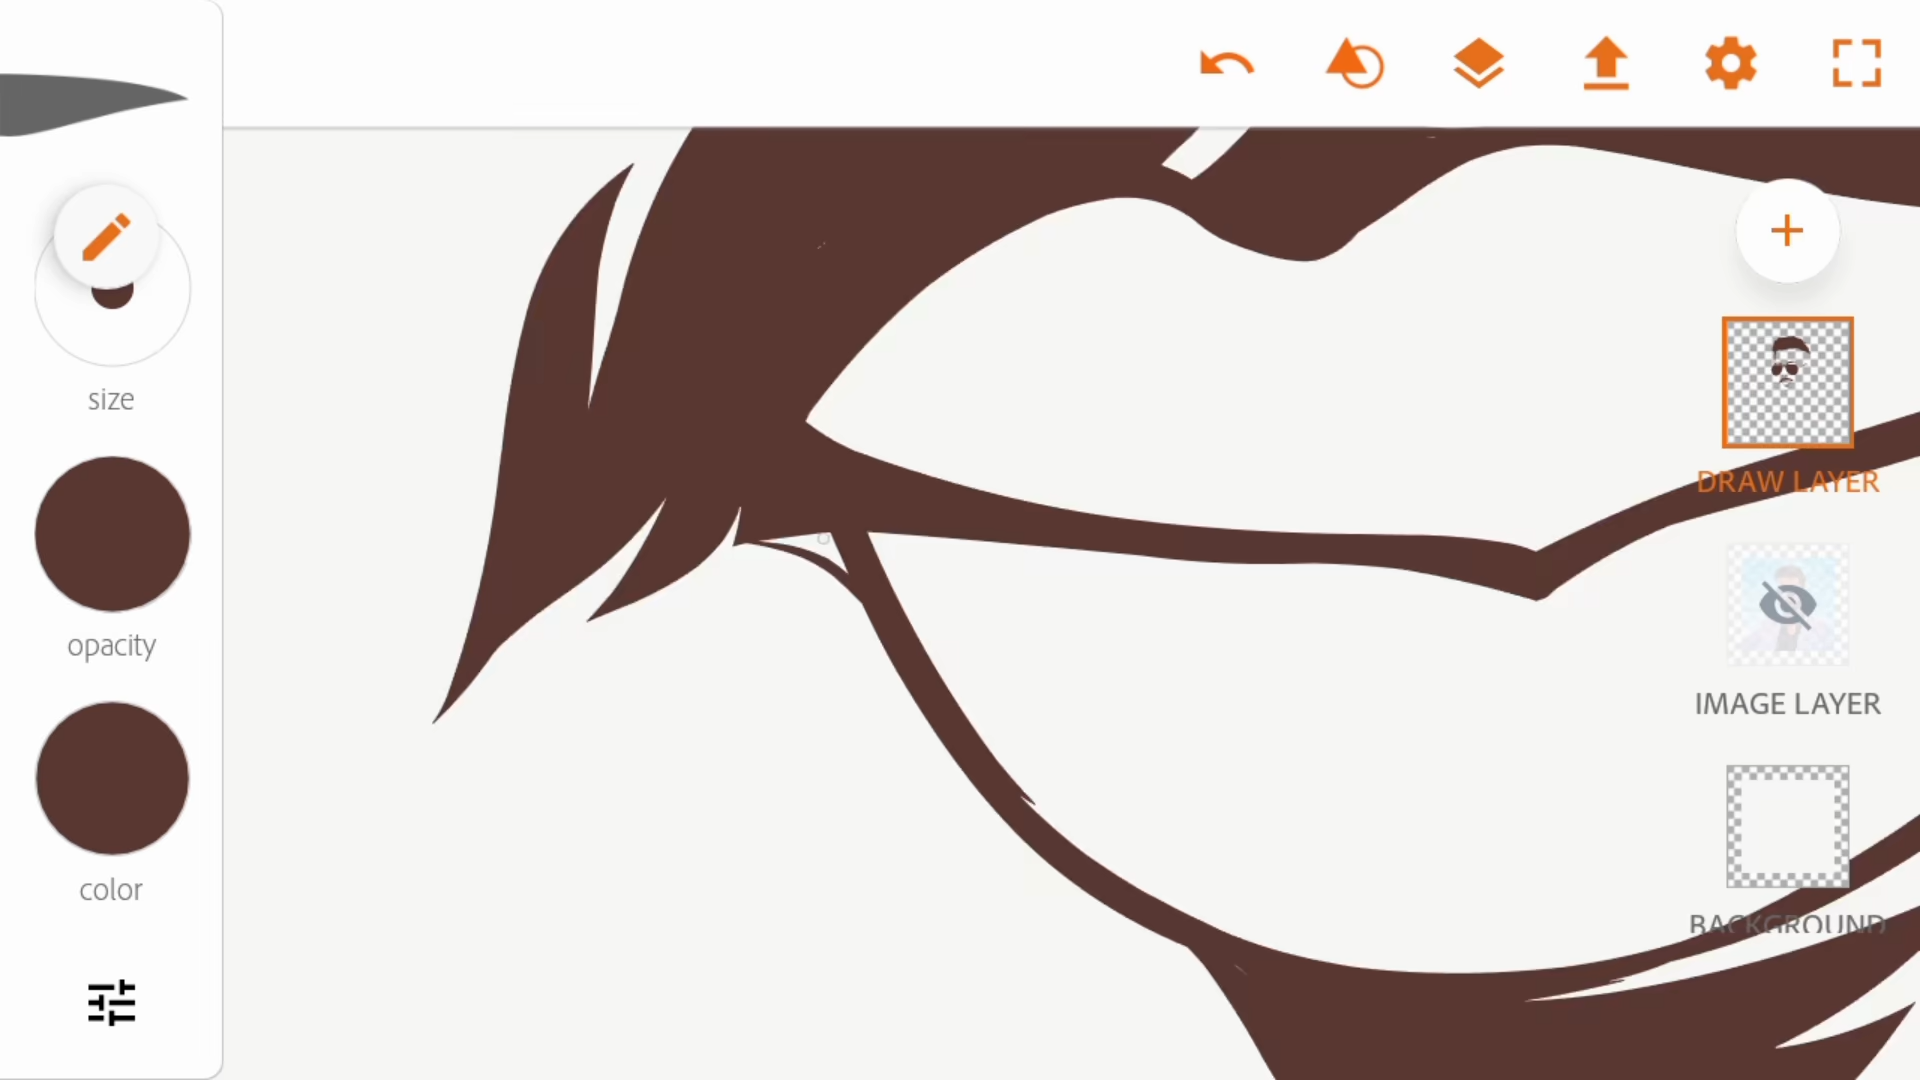 size
opacity
color
DRAW LAYER
IMAGE LAYER
BACKGROUND